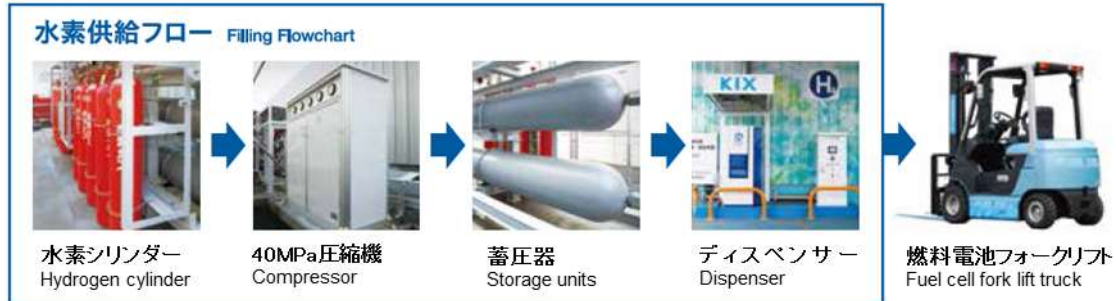 水素供給フロー Filling Flowchart
KIX
H₂
水素シリンダー
Hydrogen cylinder
40MPa圧縮機
Compressor
蓄圧器
Storage units
ディスペンサー
Dispenser
燃料電池フォークリフト
Fuel cell fork lift truck